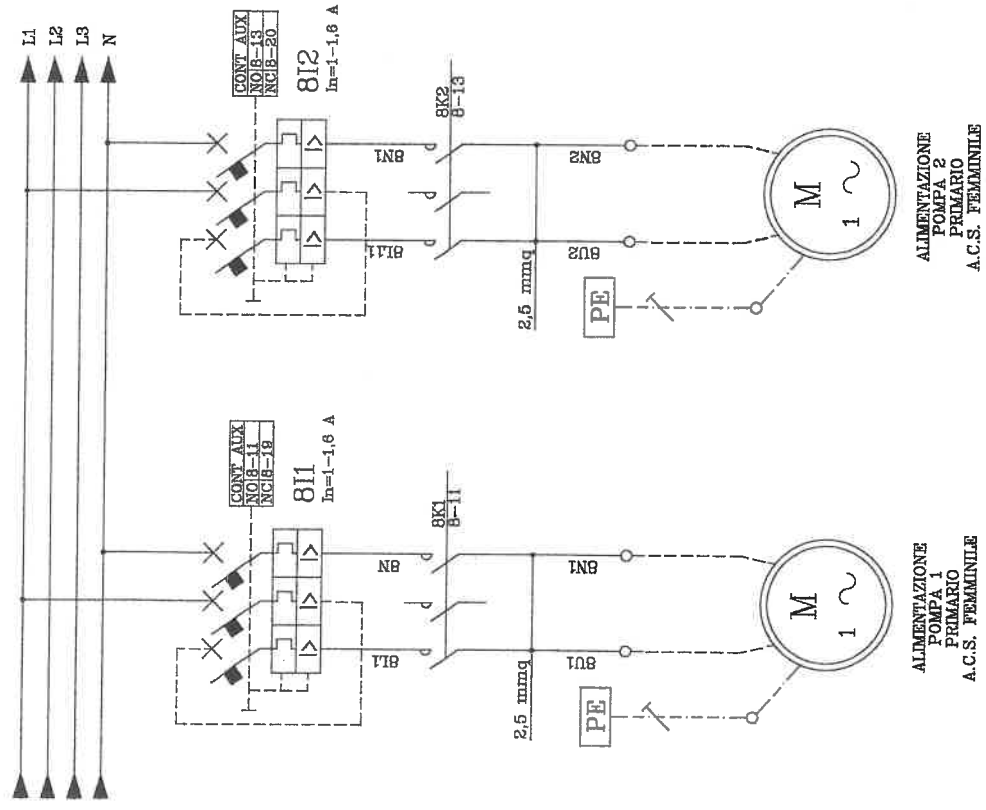 L1
L2
L3
N
CONT AUX
NO 8-11
NC 8-19
8I1
In=1-1,6 A
8L1
8N
8K1
8-11
2,5 mmq
8U1
8N1
PE
M
1 ~
ALIMENTAZIONE
POMPA 1
PRIMARIO
A.C.S. FEMMINILE
CONT AUX
NO 8-13
NC 8-20
8I2
In=1-1,6 A
8L11
8N1
8K2
8-13
2,5 mmq
8U2
8N2
PE
M
1 ~
ALIMENTAZIONE
POMPA 2
PRIMARIO
A.C.S. FEMMINILE